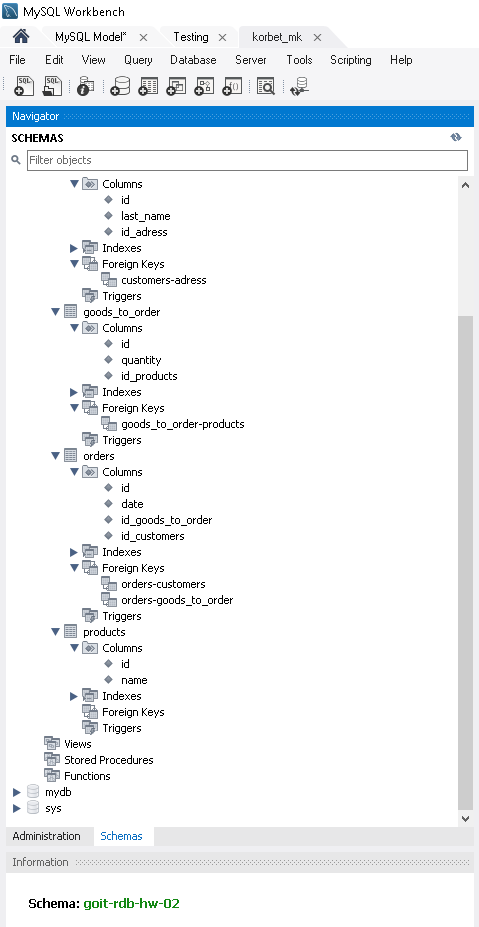 MySQL Workbench
MySQL Model* × Testing × korbet_mk ×
File Edit View Query Database Server Tools Scripting Help
SQL SQL
Navigator
SCHEMAS
Filter objects
Columns
id
last_name
id_adress
Indexes
Foreign Keys
customers-adress
Triggers
goods_to_order
Columns
id
quantity
id_products
Indexes
Foreign Keys
goods_to_order-products
Triggers
orders
Columns
id
date
id_goods_to_order
id_customers
Indexes
Foreign Keys
orders-customers
orders-goods_to_order
Triggers
products
Columns
id
name
Indexes
Foreign Keys
Triggers
Views
Stored Procedures
Functions
mydb
sys
Administration Schemas
Information
Schema: goit-rdb-hw-02